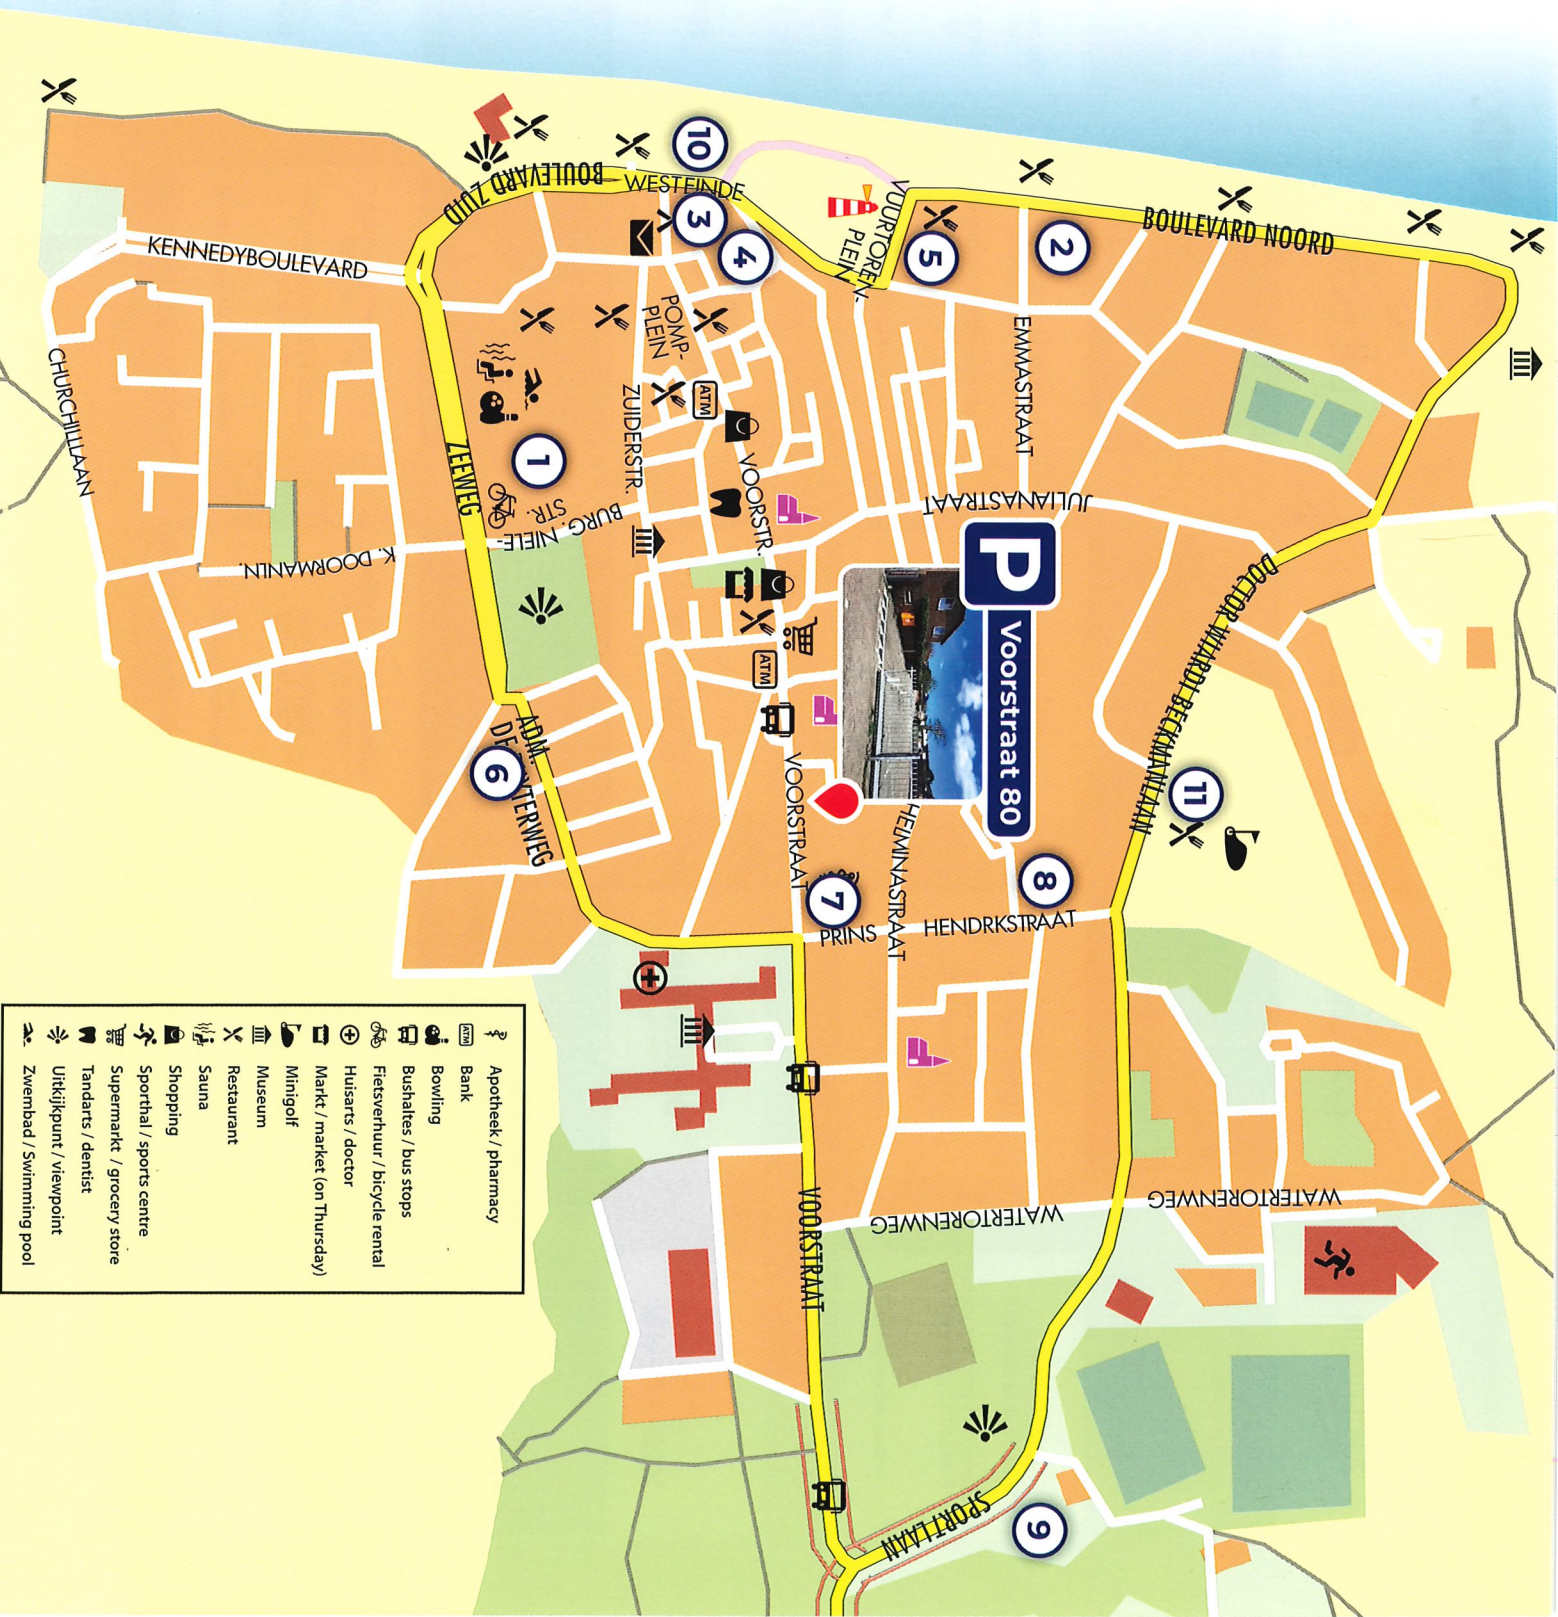 BOULEVARD NOORD
BOULEVARD ZUID
WESTEINDE
VUURTOREN-
PLEIN
KENNEDYBOULEVARD
CHURCHILLLAAN
ZEEWEG
K. DOORMANLN.
BURG. NIELE-
STR.
ZUIDERSTR.
POMP-
PLEIN
ATM
VOORSTR.
EMMASTRAAT
JULIANASTRAAT
P
Voorstraat 80
ATM
VOORSTRAAT
ADM.
HELMNASTRAAT
PRINS
HENDRKSTRAAT
DOCTOR WIARDI BECKMANLAAN
WATERTORENWEG
WATERTORENWEG
VOORSTRAAT
SPORTLAAN
10
3
4
5
2
1
6
7
8
11
9
Apotheek / pharmacy
ATM Bank
Bowling
Bushaltes / bus stops
Fietsverhuur / bicycle rental
Huisarts / doctor
Markt / market (on Thursday)
Minigolf
Museum
Restaurant
Sauna
Shopping
Sporthal / sports centre
Supermarkt / grocery store
Tandarts / dentist
Uitkijkpunt / viewpoint
Zwembad / Swimming pool